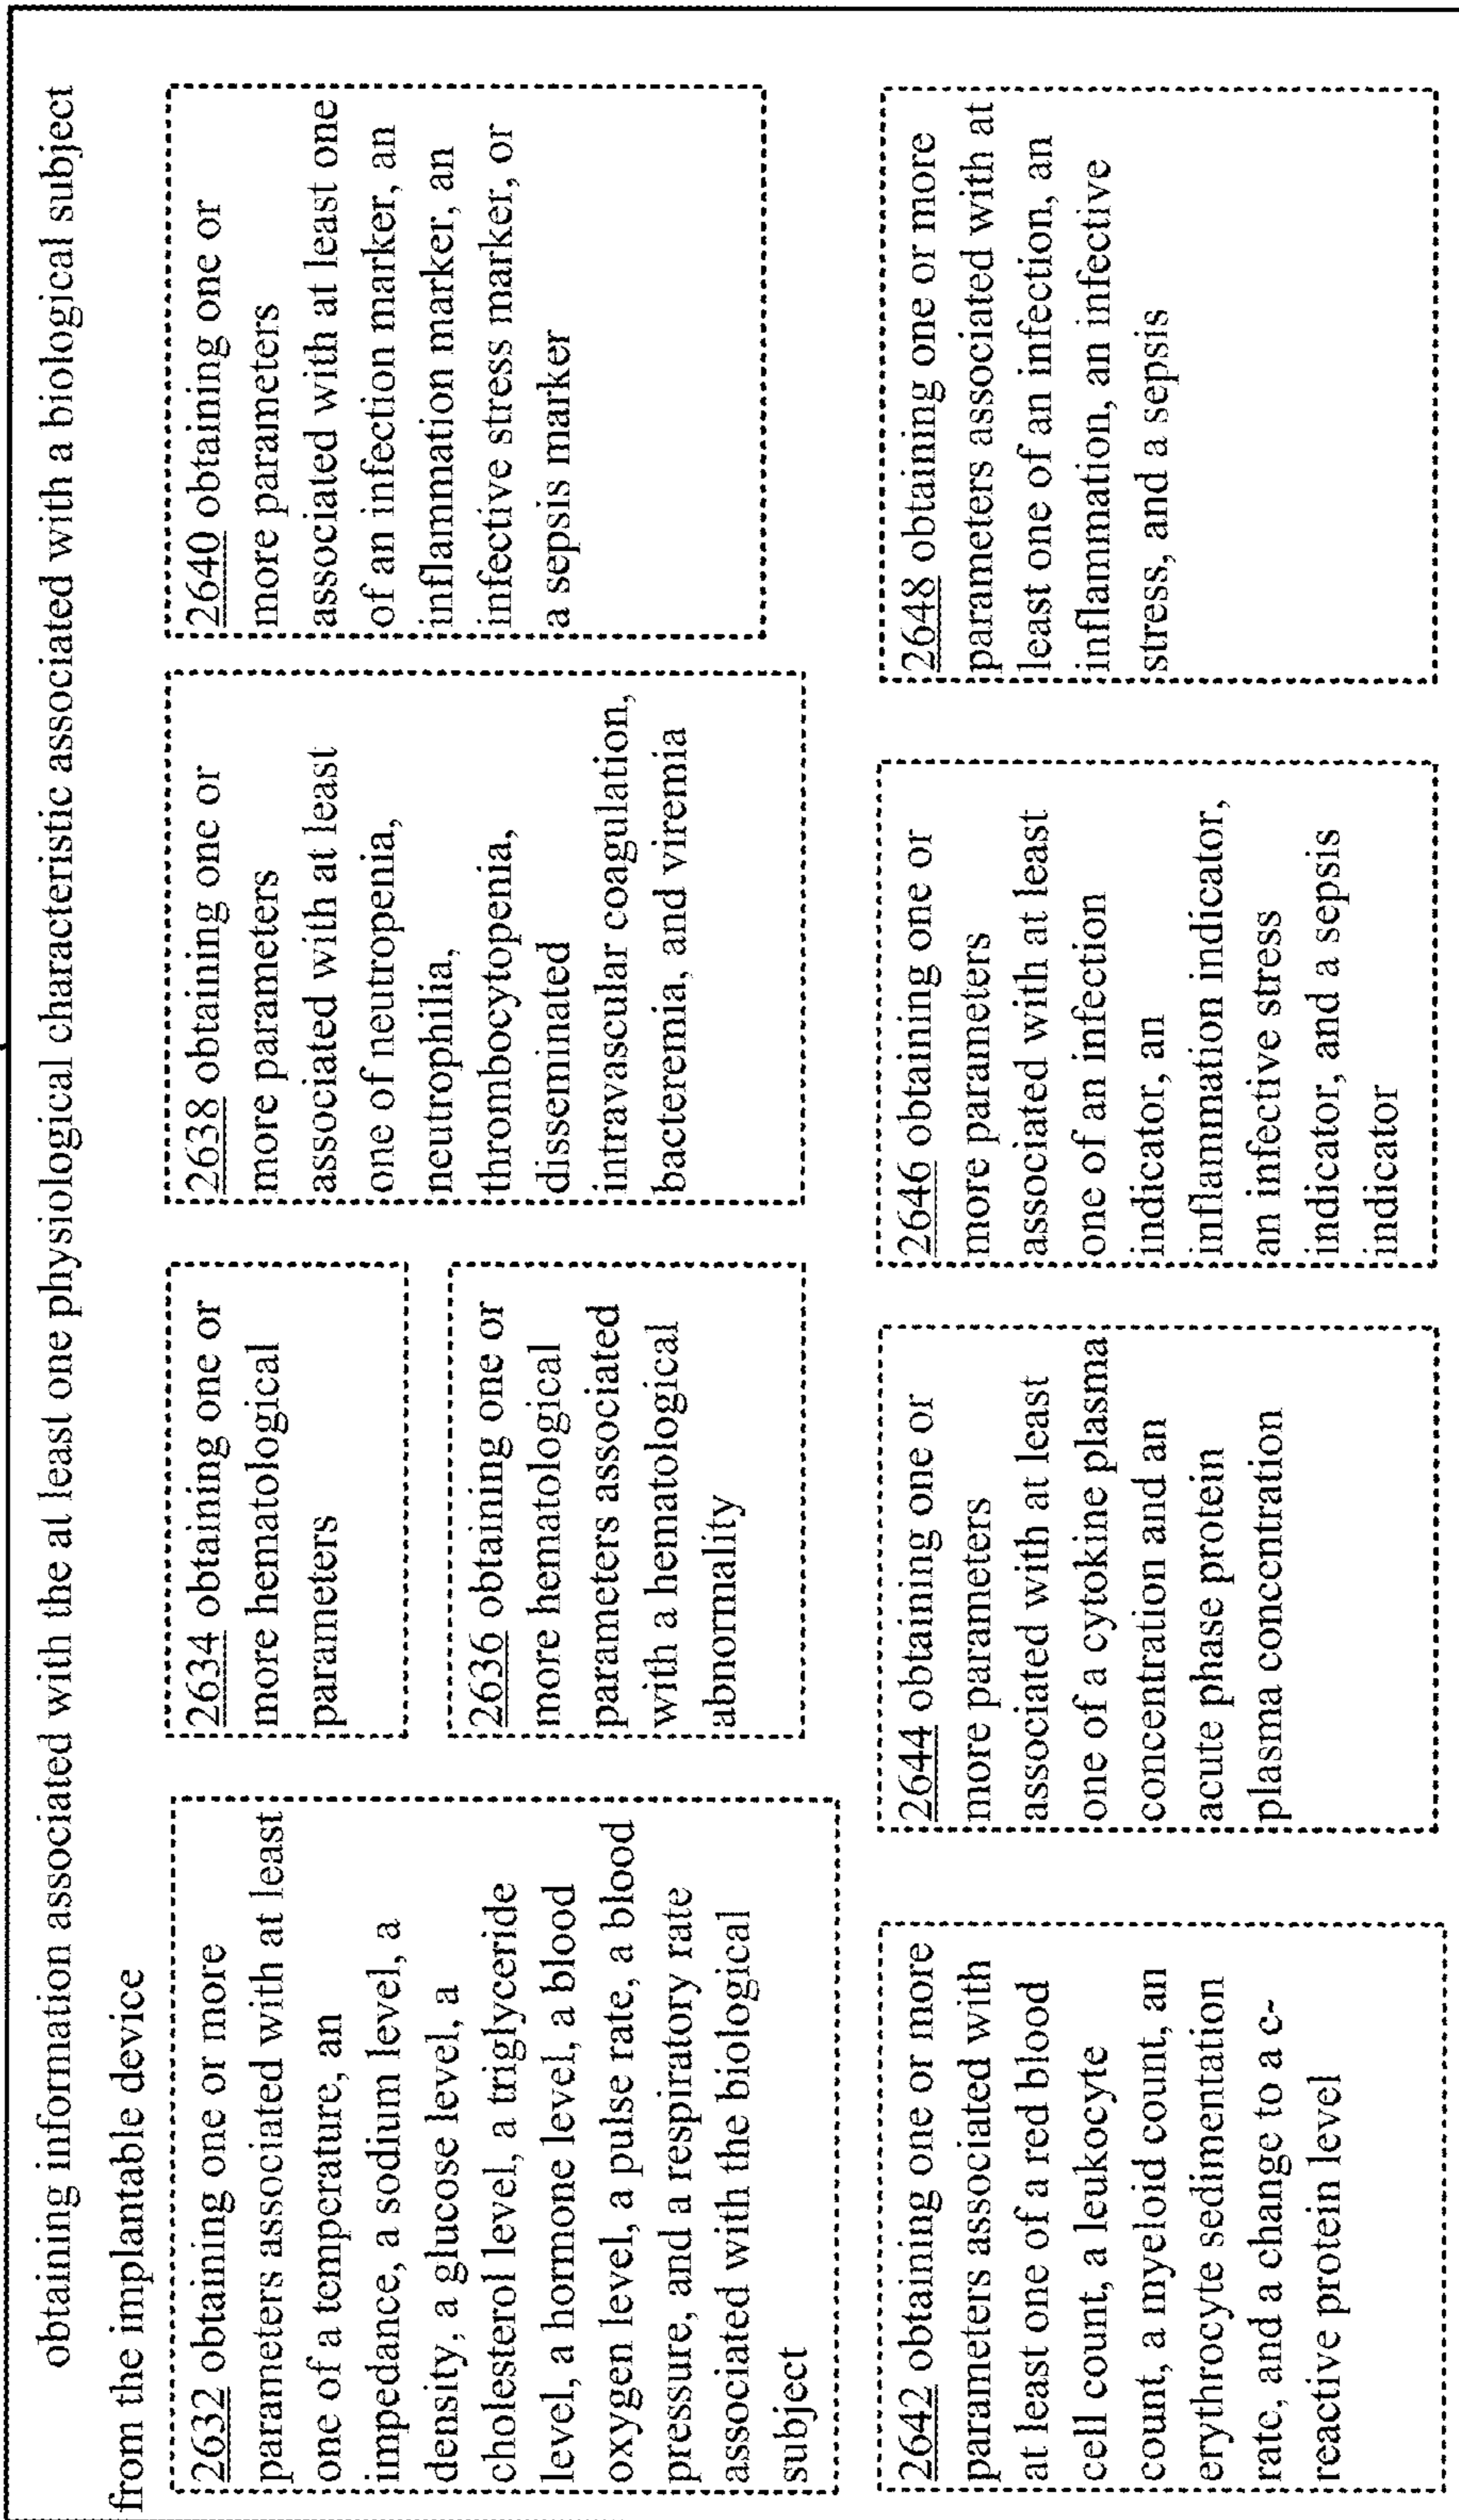 obtaining information associated with the at least one physiological characteristic associated with a biological subject
from the implantable device
2632 obtaining one or more
parameters associated with at least
one of a temperature, an
impedance, a sodium level, a
density, a glucose level, a
cholesterol level, a triglyceride
level, a hormone level, a blood
oxygen level, a pulse rate, a blood
pressure, and a respiratory rate
associated with the biological
subject
2634 obtaining one or
more hematological
parameters
2636 obtaining one or
more hematological
parameters associated
with a hematological
abnormality
2638 obtaining one or
more parameters
associated with at least
one of neutropenia,
neutrophilia,
thrombocytopenia,
disseminated
intravascular coagulation,
bacteremia, and viremia
2640 obtaining one or
more parameters
associated with at least one
of an infection marker, an
inflammation marker, an
infective stress marker, or
a sepsis marker
2642 obtaining one or more
parameters associated with
at least one of a red blood
cell count, a leukocyte
count, a myeloid count, an
erythrocyte sedimentation
rate, and a change to a c-
reactive protein level
2644 obtaining one or
more parameters
associated with at least
one of a cytokine plasma
concentration and an
acute phase protein
plasma concentration
2646 obtaining one or
more parameters
associated with at least
one of an infection
indicator, an
inflammation indicator,
an infective stress
indicator, and a sepsis
indicator
2648 obtaining one or more
parameters associated with at
least one of an infection, an
inflammation, an infective
stress, and a sepsis